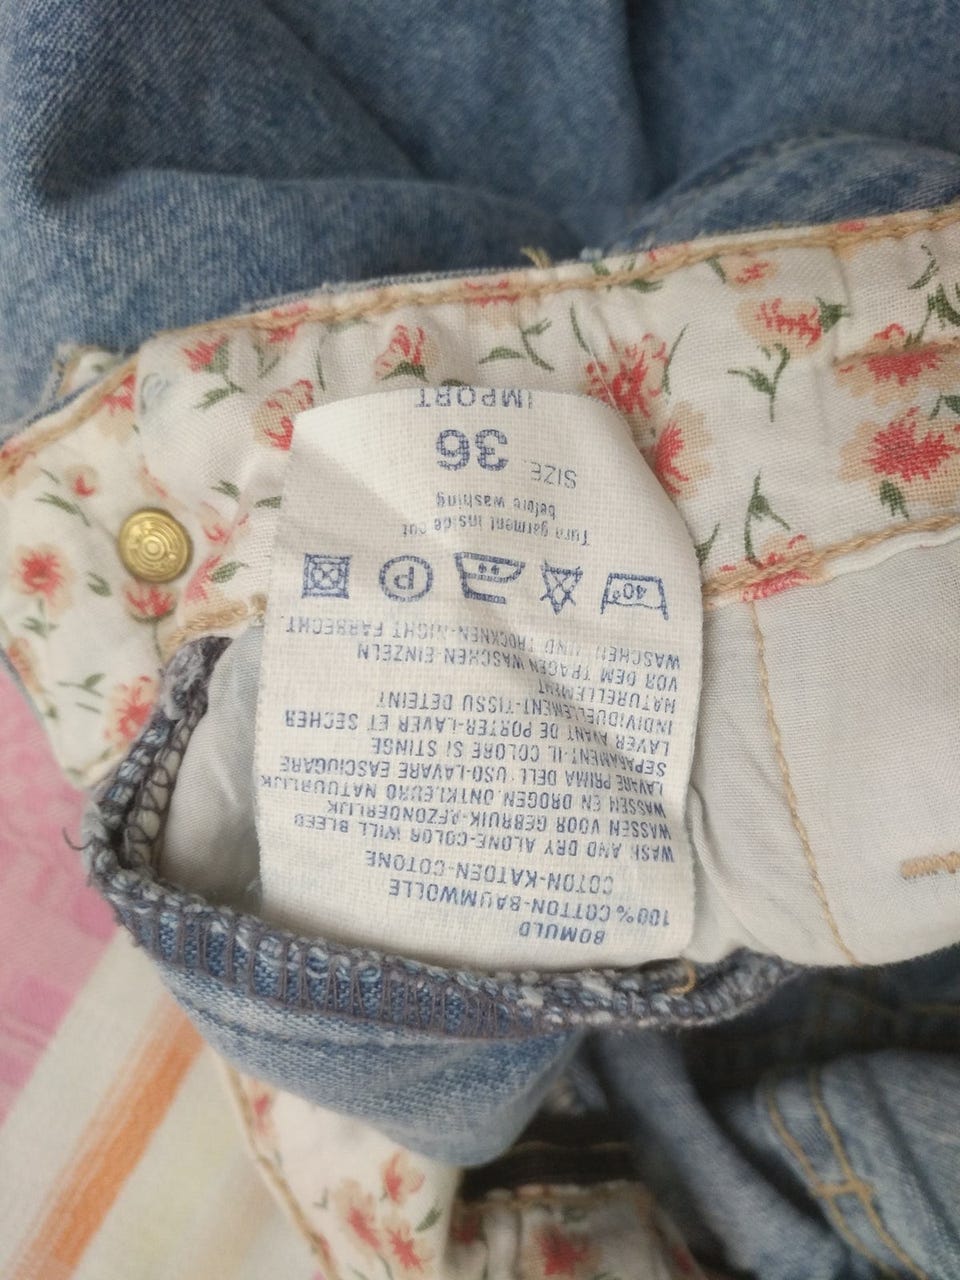 BOMULD
100% COTTON-BAUMWOLLE
COTON-KATOEN-COTONE
WASH AND DRY ALONE-COLOR WILL BLEED
WASSEN VOOR GEBRUIK-AFZONDERLIJK
WASSEN EN DROGEN ONTKLEURD NATUURLIJK
LAVARE PRIMA DELL'USO-LAVARE EASCIUGARE
SEPARAMENT-IL COLORE SI STINGE
LAVER AVANT DE PORTER-LAVER ET SECHER
INDIVIDUELLEMENT-TISSU DETEINT
NATURELLEMENT
VOR DEM TRAGEN WASCHEN-EINZELN
WASCHEN UND TROCKNEN-NIGHT FARBECHT
40° P
Turn garment inside out
before washing
SIZE: 36
IMPORT